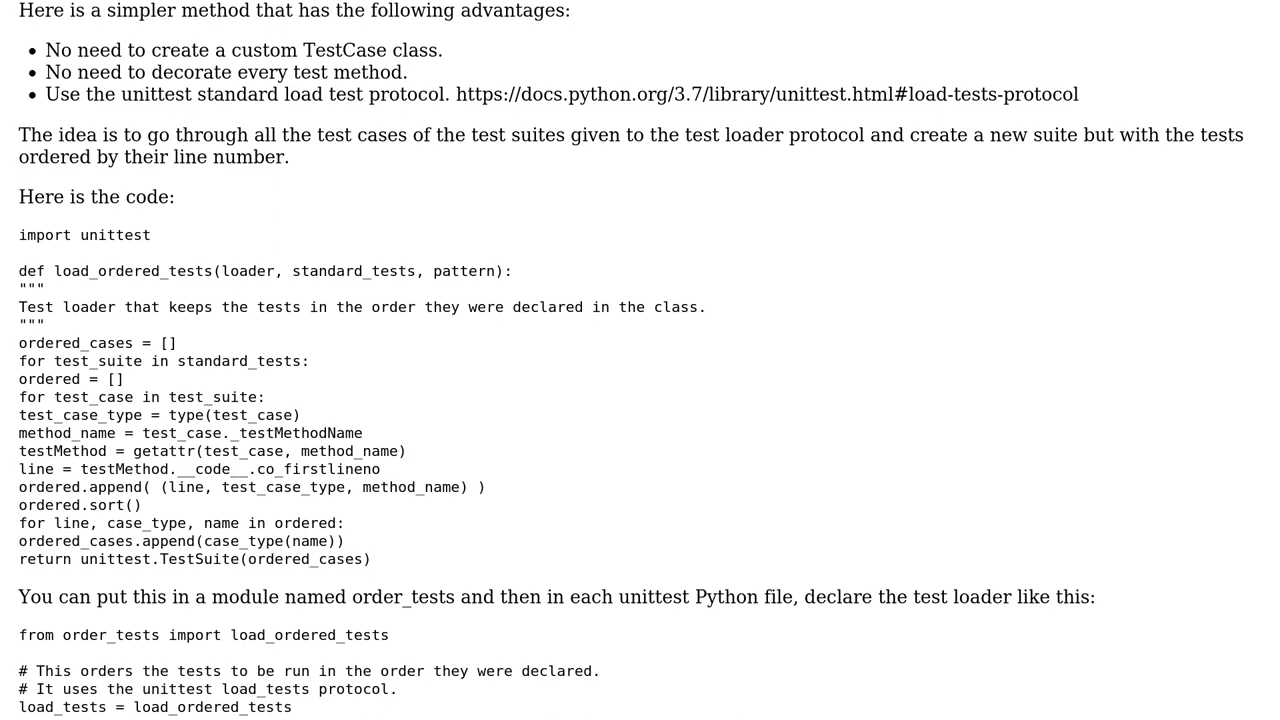 Here is a simpler method that has the following advantages:
• No need to create a custom TestCase class.
• No need to decorate every test method.
• Use the unittest standard load test protocol. https://docs.python.org/3.7/library/unittest.html#load-tests-protocol
The idea is to go through all the test cases of the test suites given to the test loader protocol and create a new suite but with the tests
ordered by their line number.
Here is the code:
import unittest
def load_ordered_tests(loader, standard_tests, pattern):
"""
Test loader that keeps the tests in the order they were declared in the class.
"""
ordered_cases = []
for test_suite in standard_tests:
ordered = []
for test_case in test_suite:
test_case_type = type(test_case)
method_name = test_case._testMethodName
testMethod = getattr(test_case, method_name)
line = testMethod.__code__.co_firstlineno
ordered.append( (line, test_case_type, method_name) )
ordered.sort()
for line, case_type, name in ordered:
ordered_cases.append(case_type(name))
return unittest.TestSuite(ordered_cases)
You can put this in a module named order_tests and then in each unittest Python file, declare the test loader like this:
from order_tests import load_ordered_tests
# This orders the tests to be run in the order they were declared.
# It uses the unittest load_tests protocol.
load_tests = load_ordered_tests